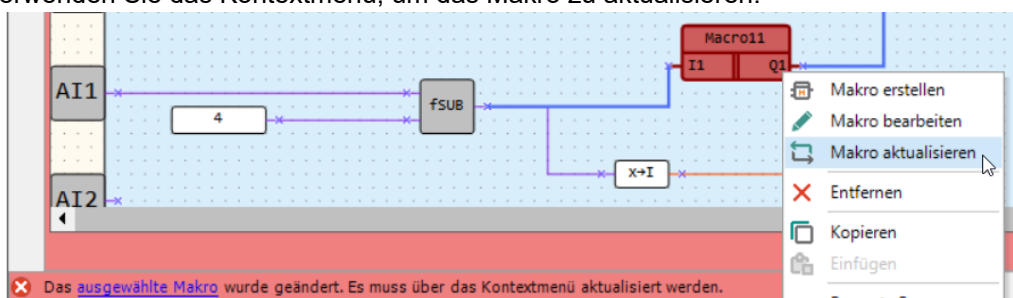 erwenden Sie das Kontextmenü, um das Makro zu aktualisieren.
Macro11
I1 Q1
AI1
4
fSUB
x→I
AI2
Makro erstellen
Makro bearbeiten
Makro aktualisieren
Entfernen
Kopieren
Einfügen
Das ausgewählte Makro wurde geändert. Es muss über das Kontextmenü aktualisiert werden.